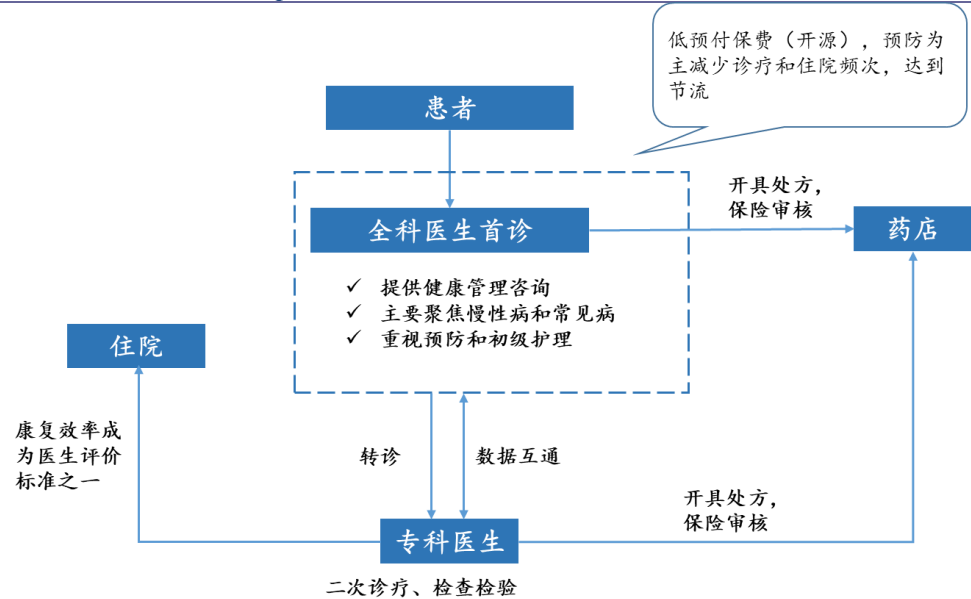 低预付保费（开源），预防为
主减少诊疗和住院频次，达到
节流
患者
开具处方，
保险审核
全科医生首诊
药店
✓ 提供健康管理咨询
✓ 主要聚焦慢性病和常见病
✓ 重视预防和初级护理
住院
康复效率成
为医生评价
标准之一
转诊
数据互通
开具处方，
保险审核
专科医生
二次诊疗、检查检验